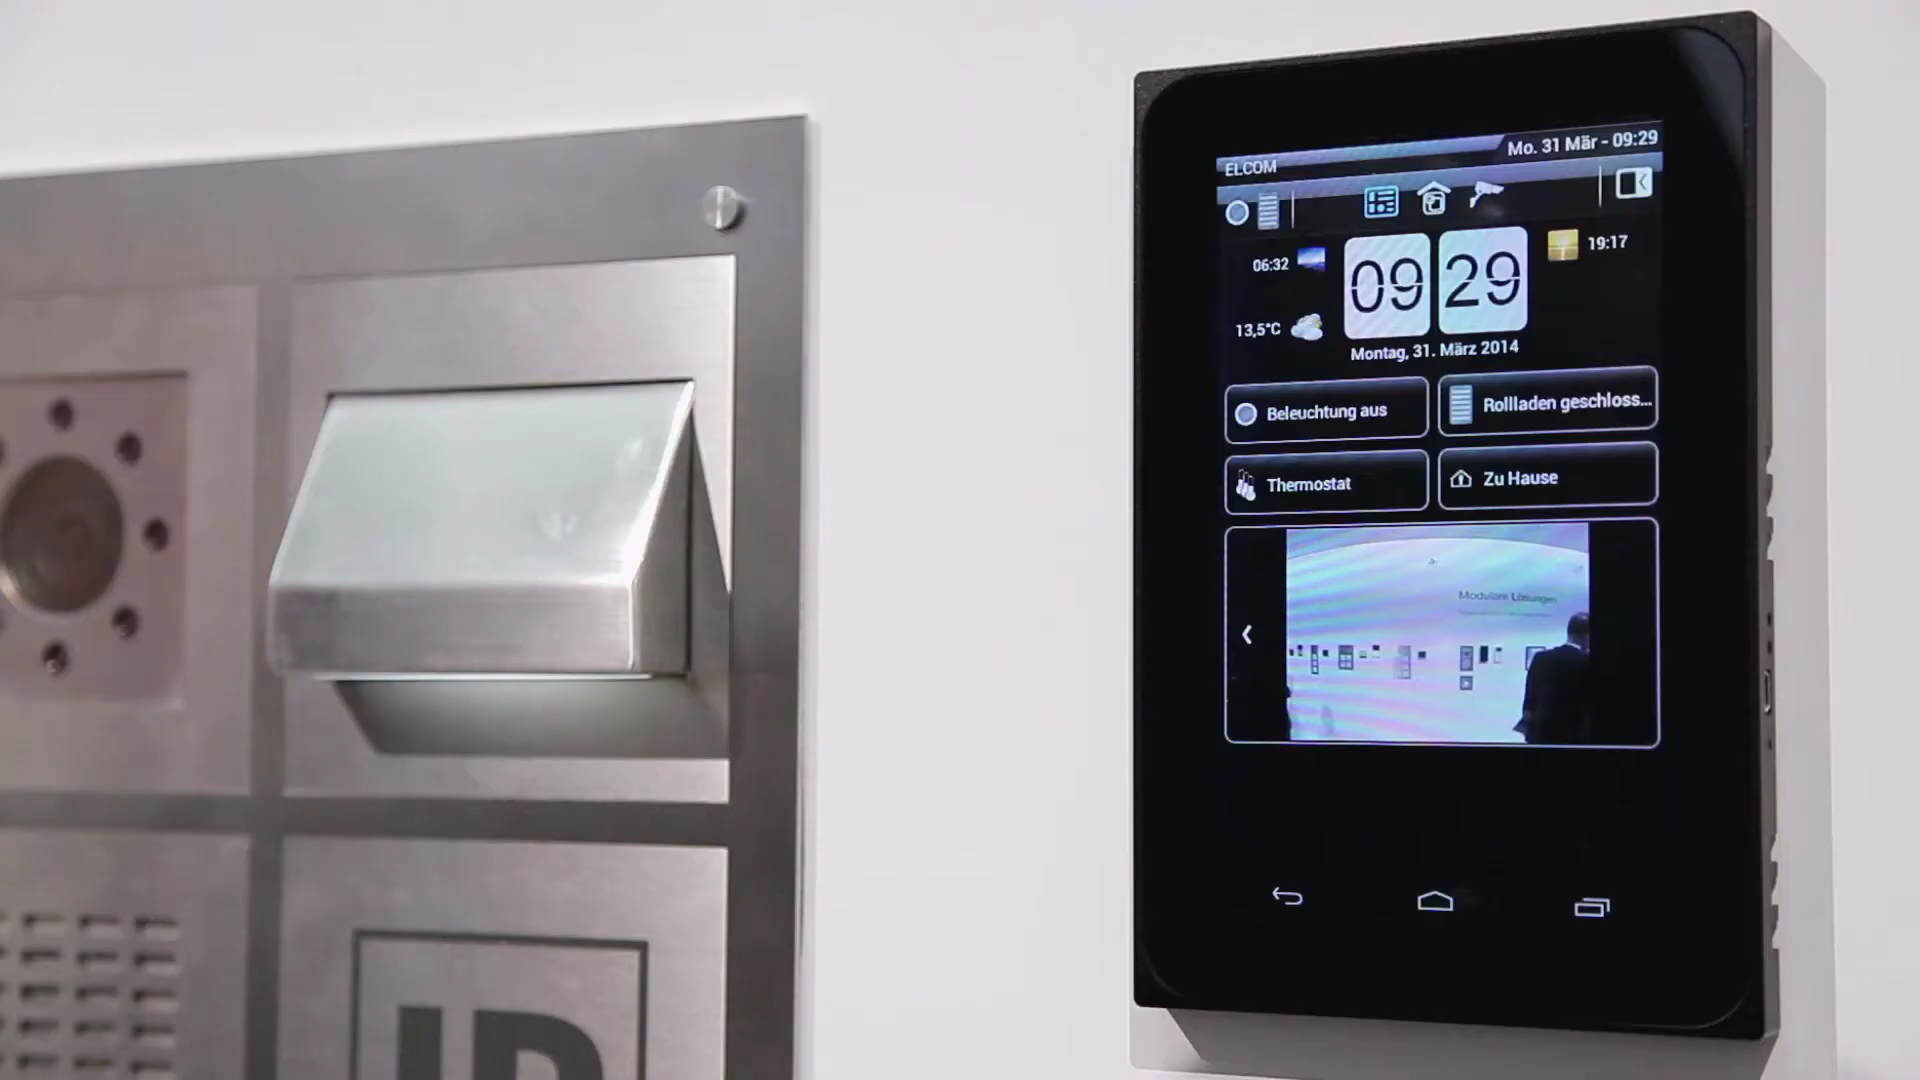 ELCOM
Mo. 31 Mär - 09:29
06:32
09 29
19:17
13,5°C
Montag, 31. März 2014
Beleuchtung aus
Rollladen geschloss...
Thermostat
Zu Hause
Modulare Lösungen
ID